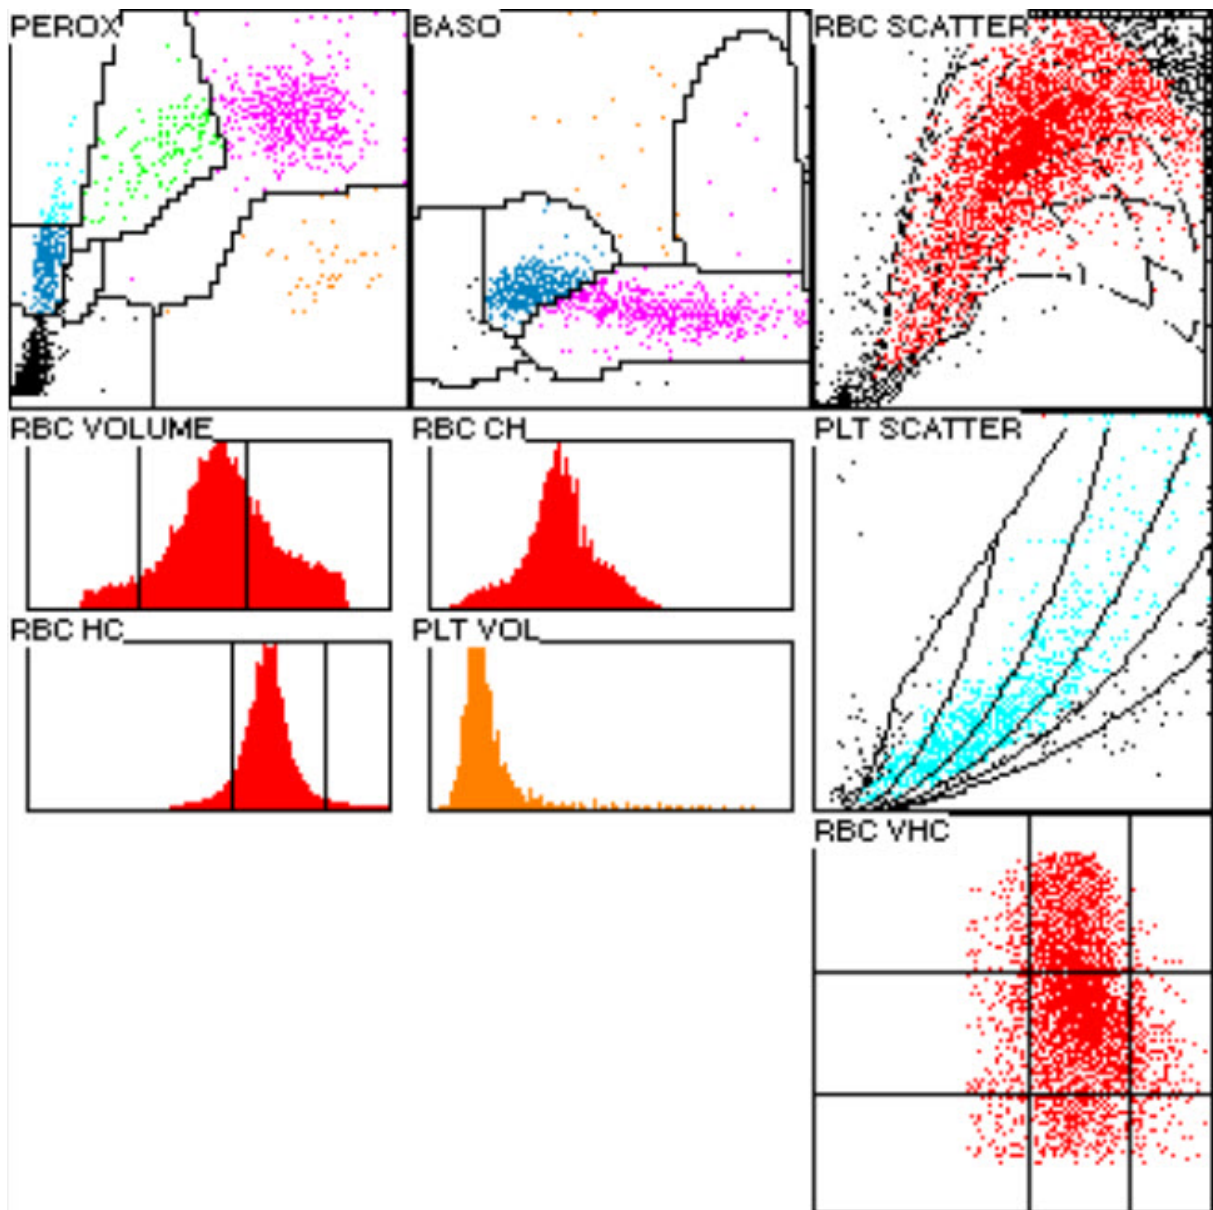 PEROX
BASO
RBC SCATTER
RBC VOLUME
RBC CH
PLT SCATTER
RBC HC
PLT VOL
RBC VHC